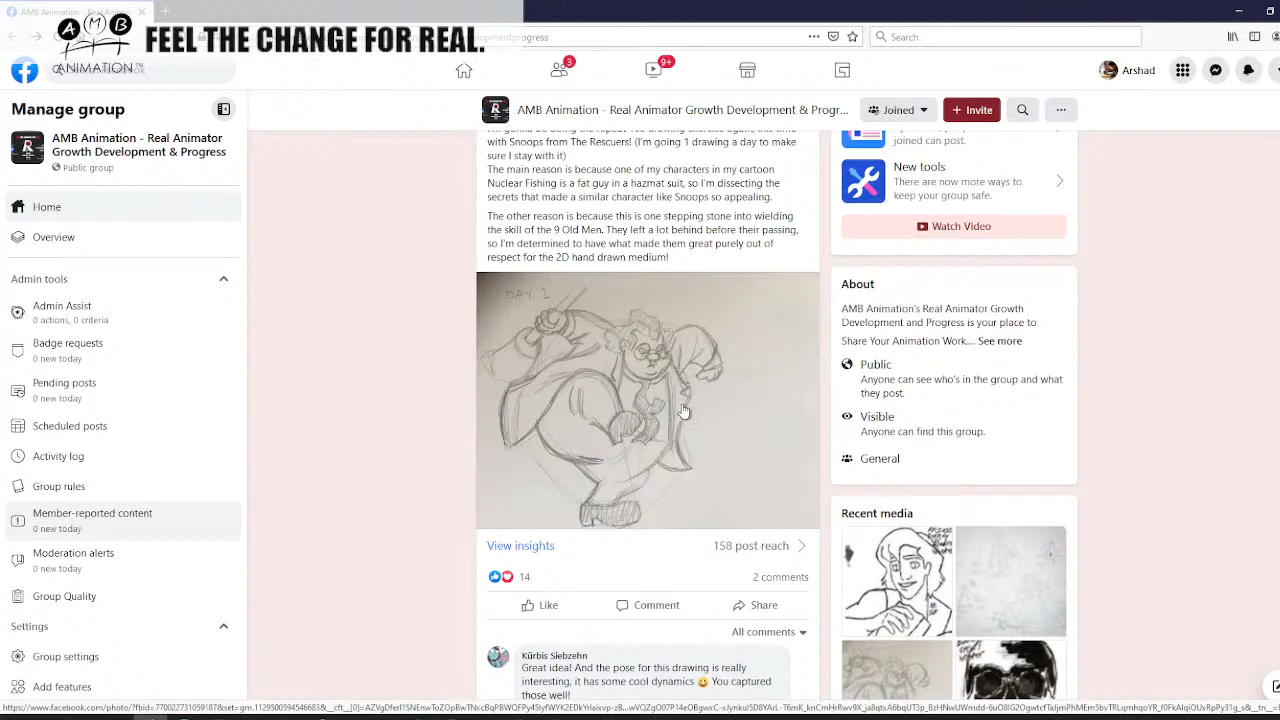 AMB Animation - Real Anima
AMB
ANIMATION™
FEEL THE CHANGE FOR REAL.
elopmentprogress
Search...
3
9+
Arshad
Manage group
AMB Animation - Real Animator
Growth Development & Progress
Public group
Home
Overview
Admin tools
Admin Assist
0 actions, 0 criteria
Badge requests
0 new today
Pending posts
0 new today
Scheduled posts
Activity log
Group rules
Member-reported content
0 new today
Moderation alerts
0 new today
Group Quality
Settings
Group settings
Add features
AMB Animation - Real Animator Growth Development & Progr...
Joined
+ Invite
with Snoops from The Rescuers! (I'm going 1 drawing a day to make
sure I stay with it)
The main reason is because one of my characters in my cartoon
Nuclear Fishing is a fat guy in a hazmat suit, so I'm dissecting the
secrets that made a similar character like Snoops so appealing.
The other reason is because this is one stepping stone into wielding
the skill of the 9 Old Men. They left a lot behind before their passing,
so I'm determined to have what made them great purely out of
respect for the 2D hand drawn medium!
DAY 1
View insights
158 post reach
14
2 comments
Like
Comment
Share
All comments
Kürbis Siebzehn
Great idea! And the pose for this drawing is really
interesting, it has some cool dynamics 😀 You captured
those well!
joined can post.
New tools
There are now more ways to
keep your group safe.
Watch Video
About
AMB Animation's Real Animator Growth
Development and Progress is your place to
Share Your Animation Work.... See more
Public
Anyone can see who's in the group and what
they post.
Visible
Anyone can find this group.
General
Recent media